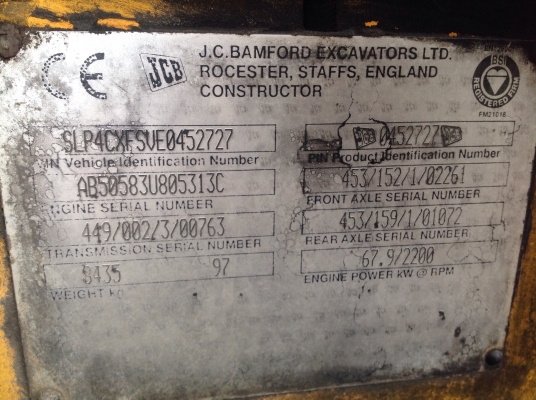 CE JCB J.C.BAMFORD EXCAVATORS LTD.
ROCESTER, STAFFS, ENGLAND
CONSTRUCTOR
BSI
REGISTERED FIRM
FM21018
SLP4CXFSVE0452727
VIN Vehicle Identification Number
AB50583U805313C
ENGINE SERIAL NUMBER
449/002/3/00763
TRANSMISSION SERIAL NUMBER
8435 97
WEIGHT kg
JCB 0452727 JCB
PIN Product Identification Number
453/152/1/02261
FRONT AXLE SERIAL NUMBER
453/159/1/01072
REAR AXLE SERIAL NUMBER
67.9/2200
ENGINE POWER kW @ RPM